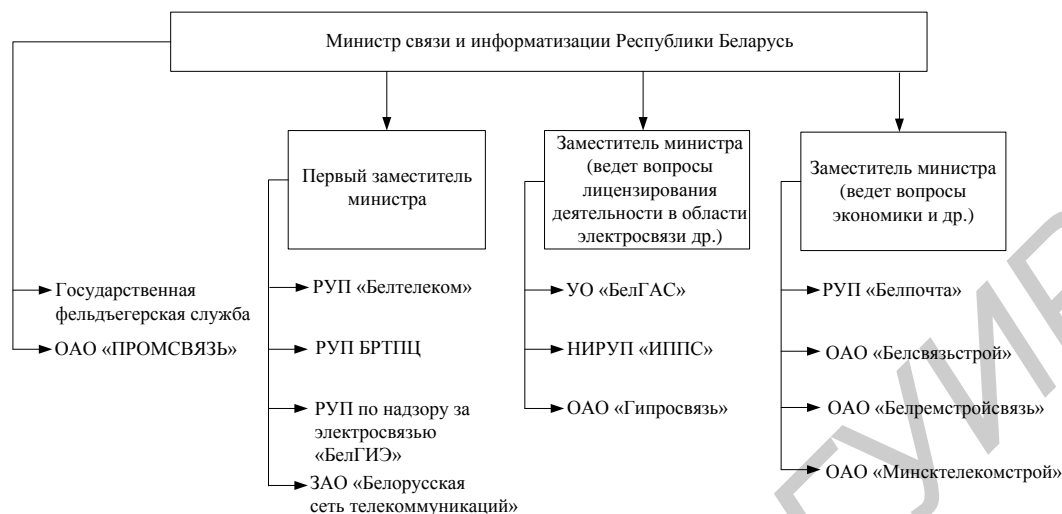 Министр связи и информатизации Республики Беларусь
Первый заместитель
министра
Заместитель министра
(ведет вопросы
лицензирования
деятельности в области
электросвязи др.)
Заместитель министра
(ведет вопросы
экономики и др.)
Государственная
фельдъегерская служба
ОАО «ПРОМСВЯЗЬ»
РУП «Белтелеком»
РУП БРТПЦ
РУП по надзору за
электросвязью
«БелГИЭ»
ЗАО «Белорусская
сеть телекоммуникаций»
УО «БелГАС»
НИРУП «ИППС»
ОАО «Гипросвязь»
РУП «Белпочта»
ОАО «Белсвязьстрой»
ОАО «Белремстройсвязь»
ОАО «Минсктелекомстрой»
ГУИР